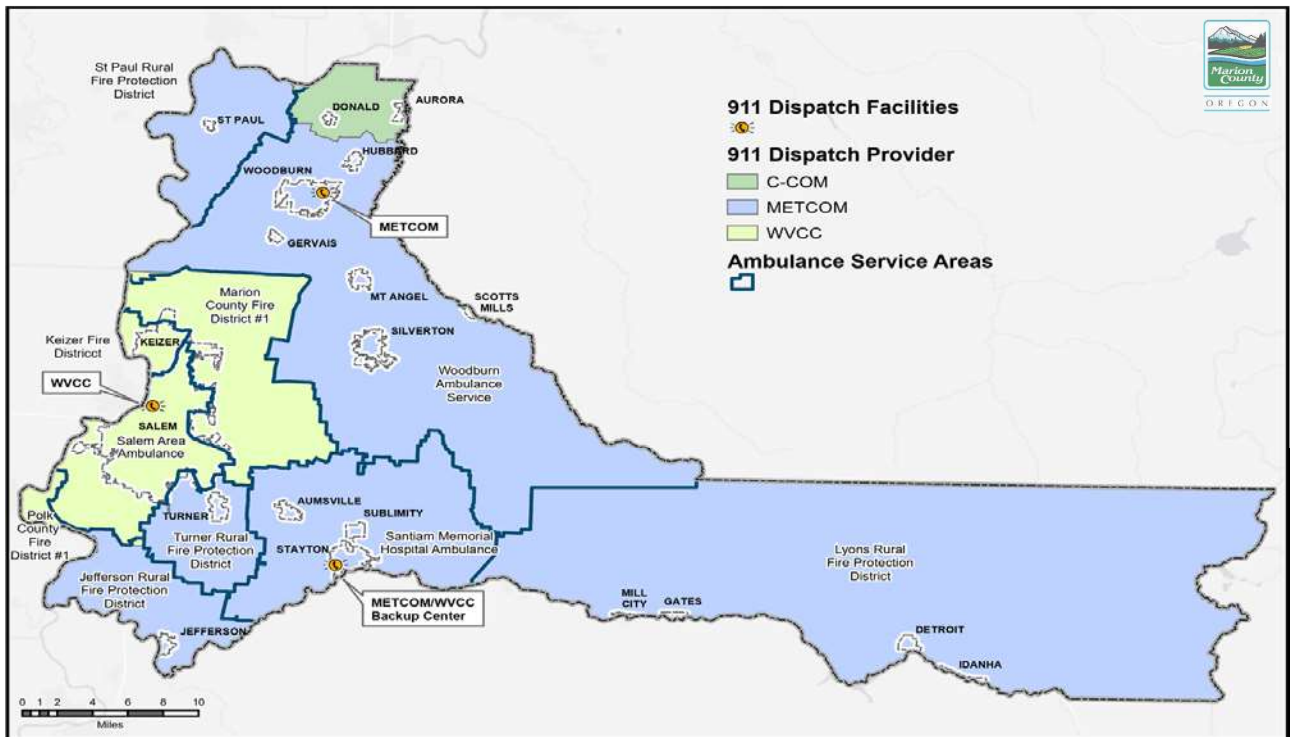 St Paul Rural
Fire Protection
District
ST PAUL
DONALD
AURORA
HUBBARD
WOODBURN
METCOM
GERVAIS
MT ANGEL
SCOTTS
MILLS
SILVERTON
Woodburn
Ambulance
Service
Marion
County Fire
District #1
KEIZER
Keizer Fire
Districct
WVCC
SALEM
Salem Area
Ambulance
Polk
County
Fire
District #1
TURNER
Turner Rural
Fire Protection
District
AUMSVILLE
SUBLIMITY
STAYTON
Santiam Memorial
Hospital Ambulance
METCOM/WVCC
Backup Center
Jefferson Rural
Fire Protection
District
JEFFERSON
Lyons Rural
Fire Protection
District
MILL
CITY
GATES
DETROIT
IDANHA
911 Dispatch Facilities
911 Dispatch Provider
C-COM
METCOM
WVCC
Ambulance Service Areas
Marion
County
OREGON
0 1 2 4 6 8 10
Miles